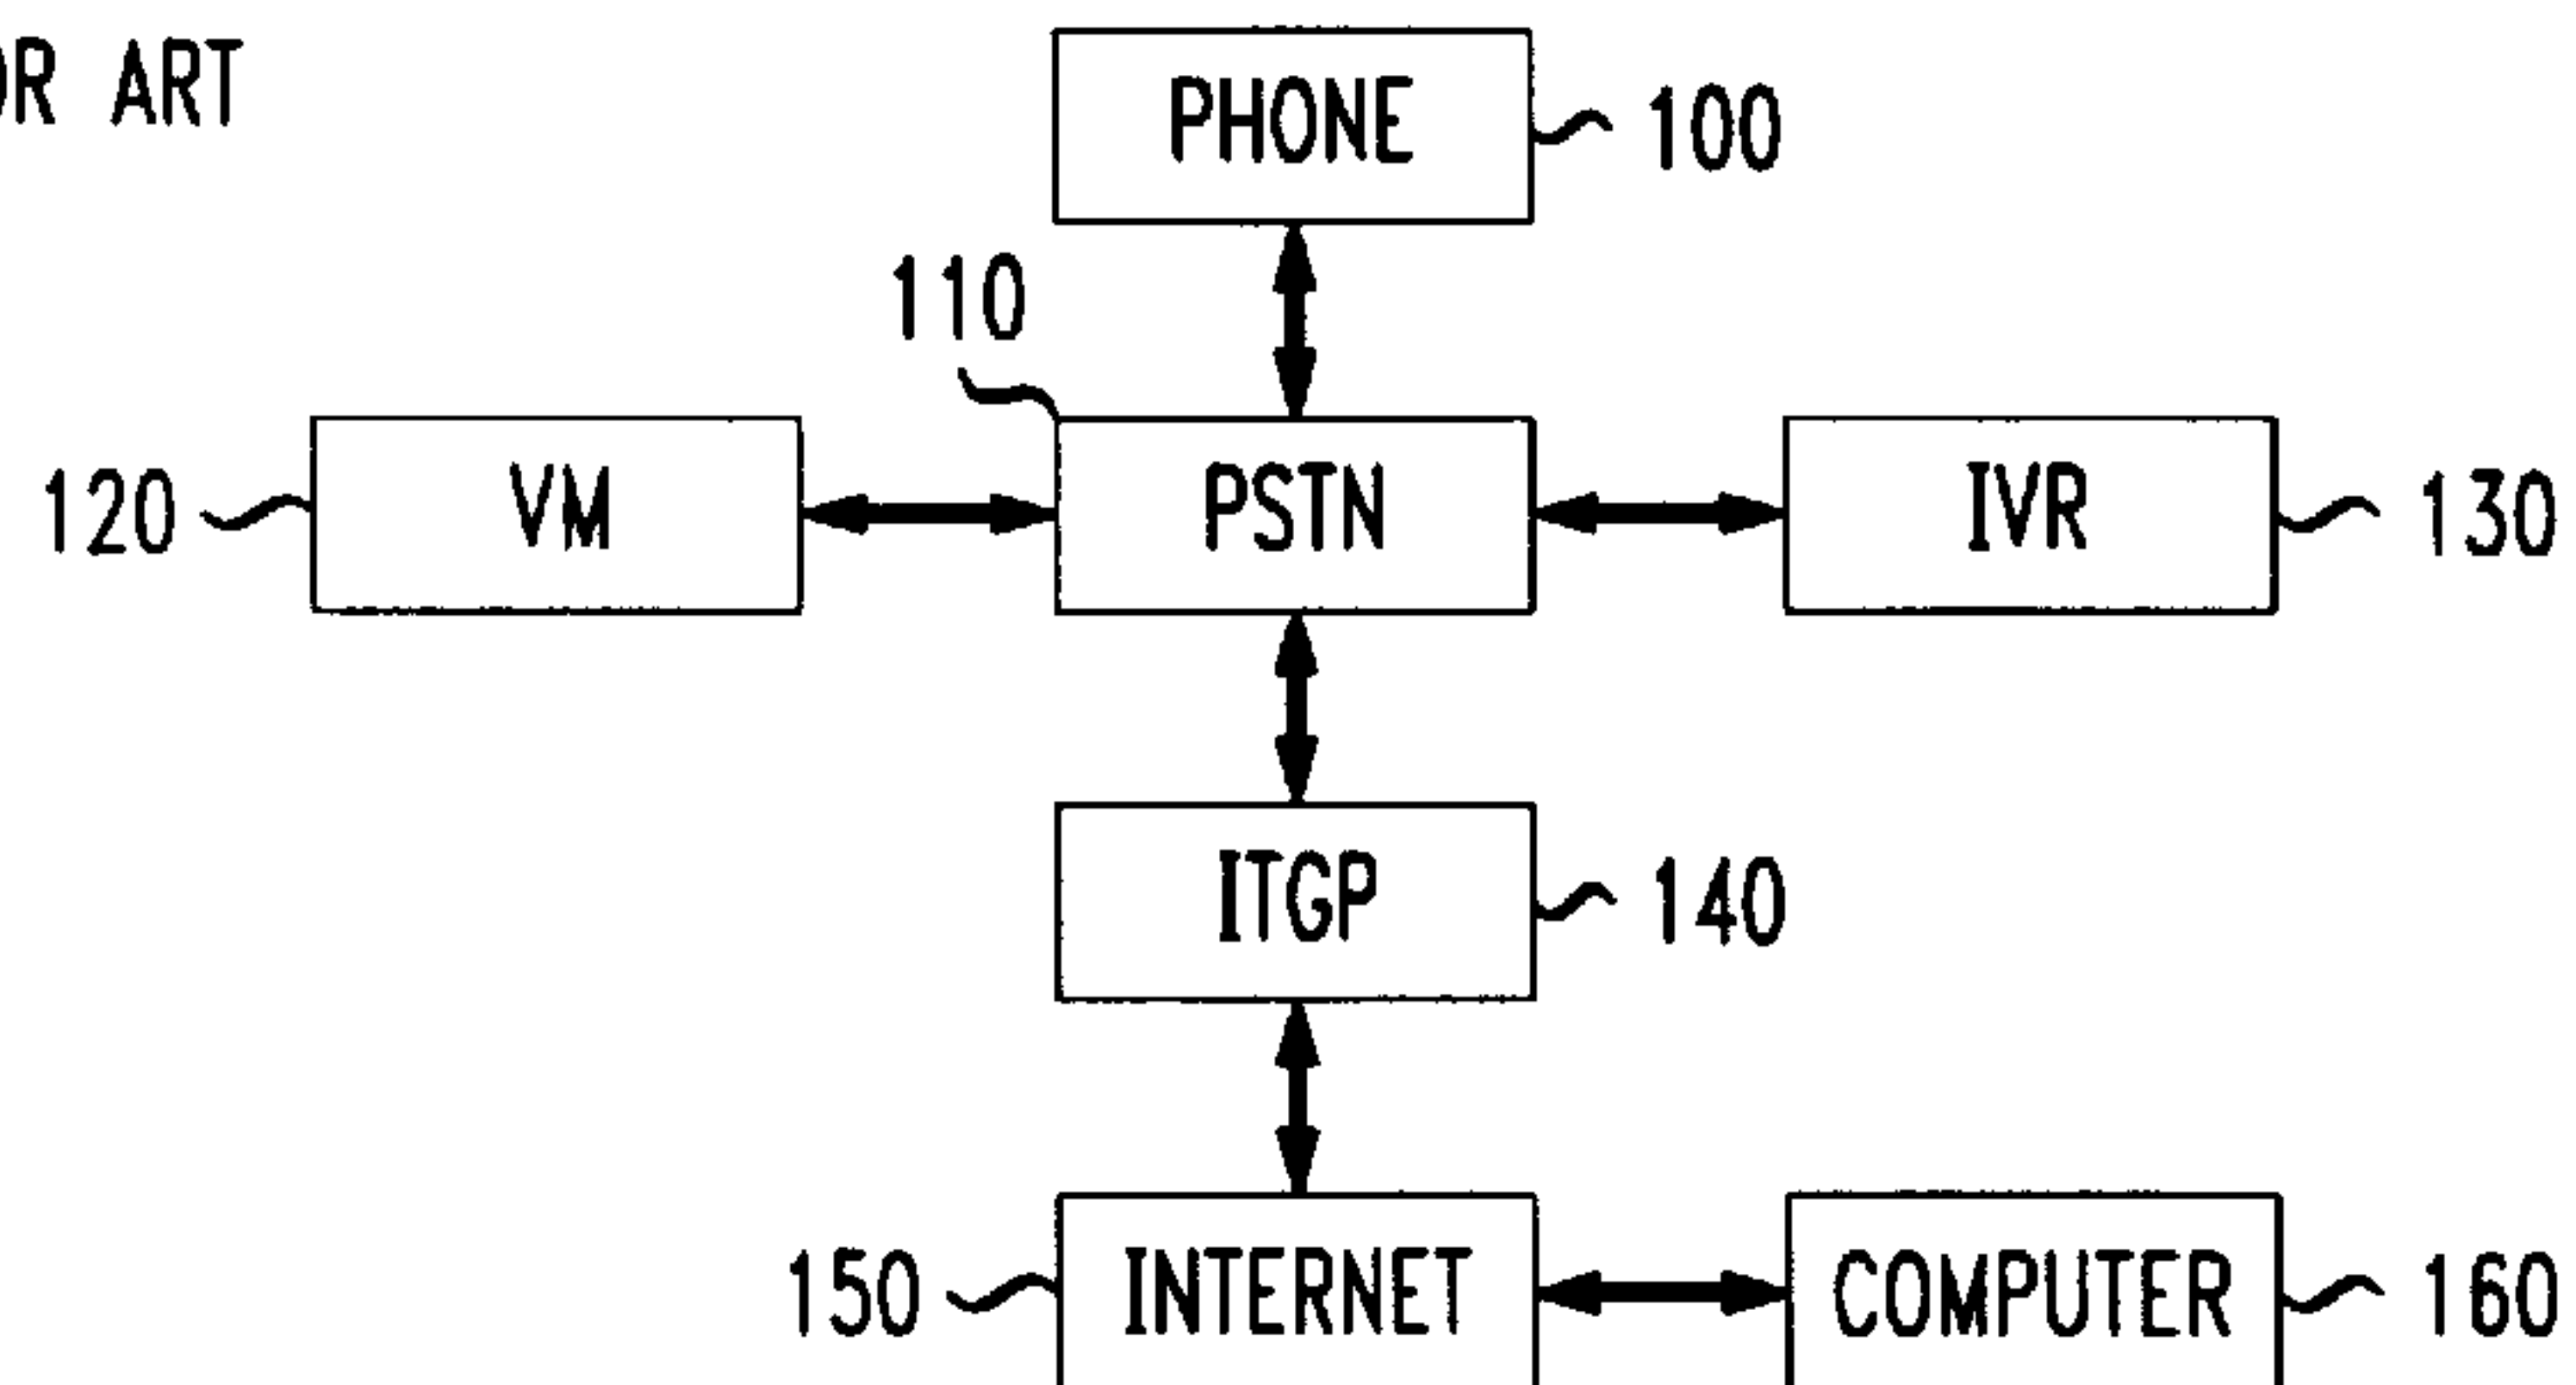 ART
PHONE 100
110
120 VM PSTN IVR 130
ITGP 140
150 INTERNET COMPUTER 160